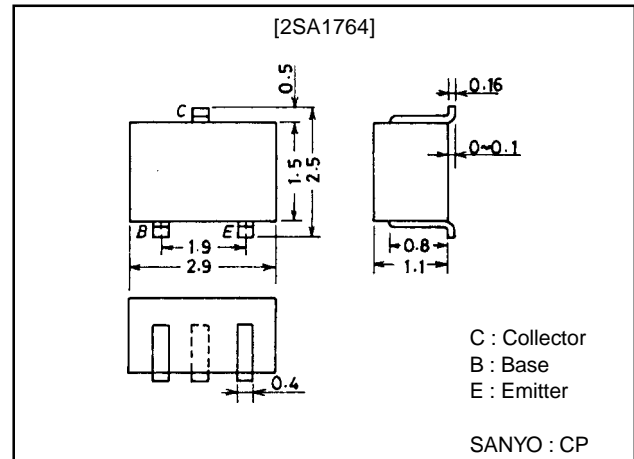 [2SA1764]
C
0.5
0.16
1.5
2.5
0~0.1
B
E
1.9
2.9
0.8
1.1
0.4
C : Collector
B : Base
E : Emitter
SANYO : CP